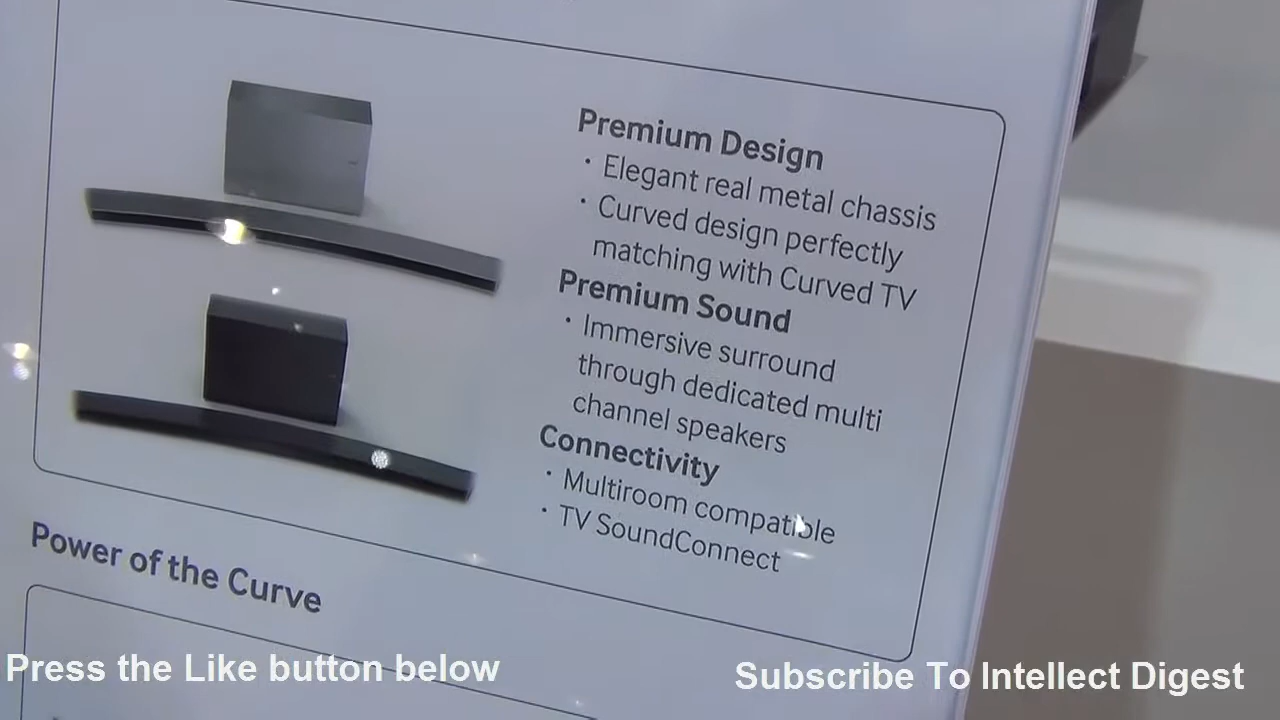 Premium Design
· Elegant real metal chassis
· Curved design perfectly
matching with Curved TV
Premium Sound
· Immersive surround
through dedicated multi
channel speakers
Connectivity
· Multiroom compatible
· TV SoundConnect
Power of the Curve
Press the Like button below
Subscribe To Intellect Digest